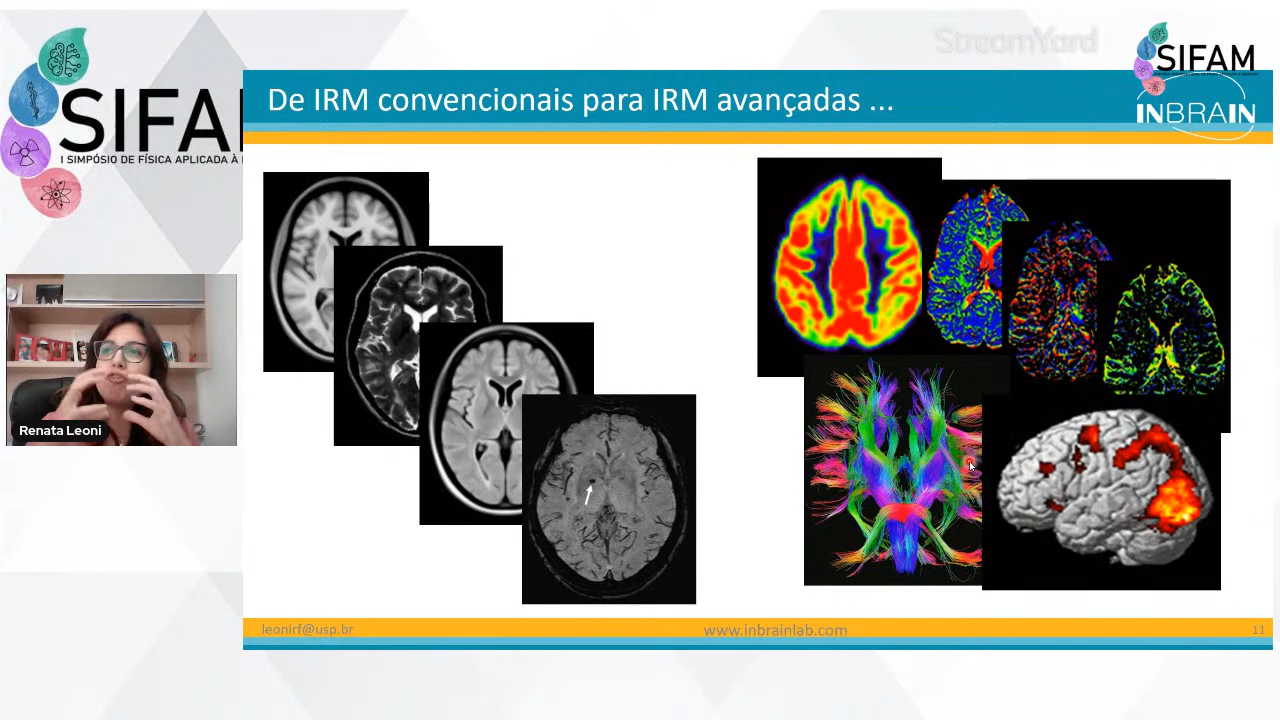 StreamYard
SIFAM
SIFA
I SIMPÓSIO DE FÍSICA APLICADA À
De IRM convencionais para IRM avançadas ...
INBRAIN
Renata Leoni
leonirf@usp.br
www.inbrainlab.com
11